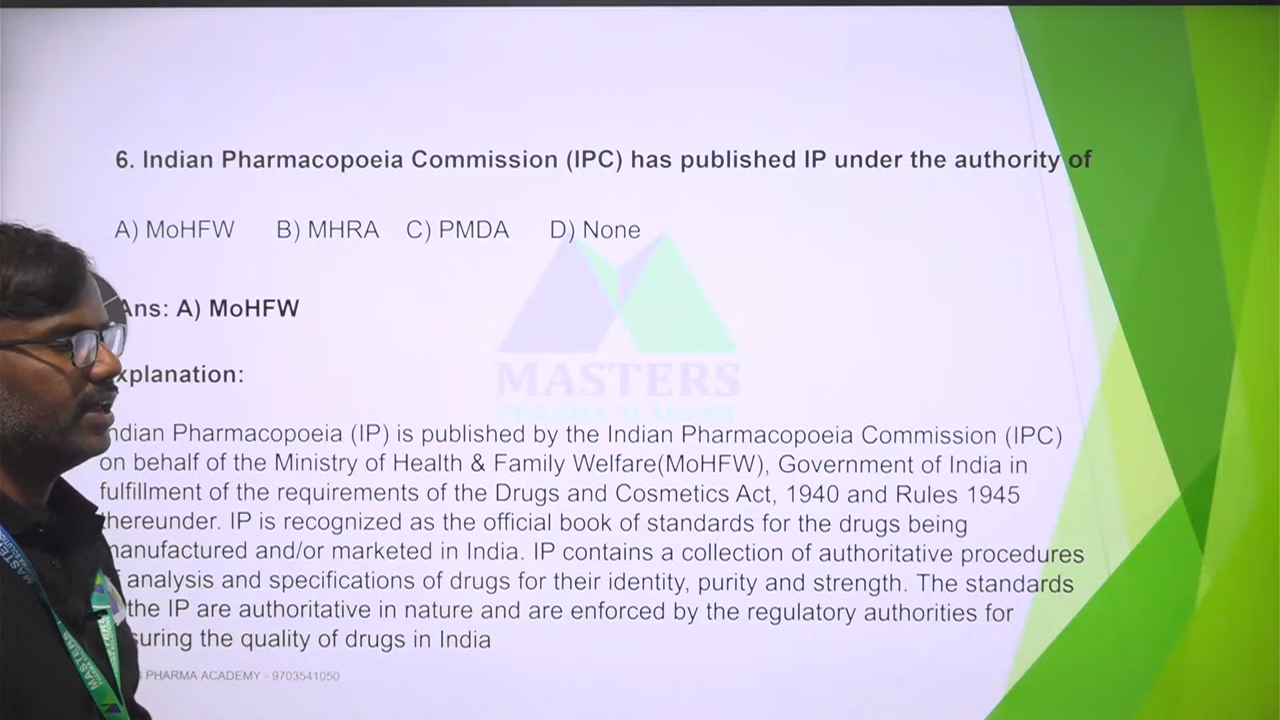 6. Indian Pharmacopoeia Commission (IPC) has published IP under the authority of
A) MoHFW B) MHRA C) PMDA D) None
Ans: A) MoHFW
xplanation:
MASTERS
PHARMA ACADEMY
ndian Pharmacopoeia (IP) is published by the Indian Pharmacopoeia Commission (IPC)
on behalf of the Ministry of Health & Family Welfare(MoHFW), Government of India in
fulfillment of the requirements of the Drugs and Cosmetics Act, 1940 and Rules 1945
thereunder. IP is recognized as the official book of standards for the drugs being
manufactured and/or marketed in India. IP contains a collection of authoritative procedures
analysis and specifications of drugs for their identity, purity and strength. The standards
the IP are authoritative in nature and are enforced by the regulatory authorities for
suring the quality of drugs in India
PHARMA ACADEMY - 9703541050
MASTERS